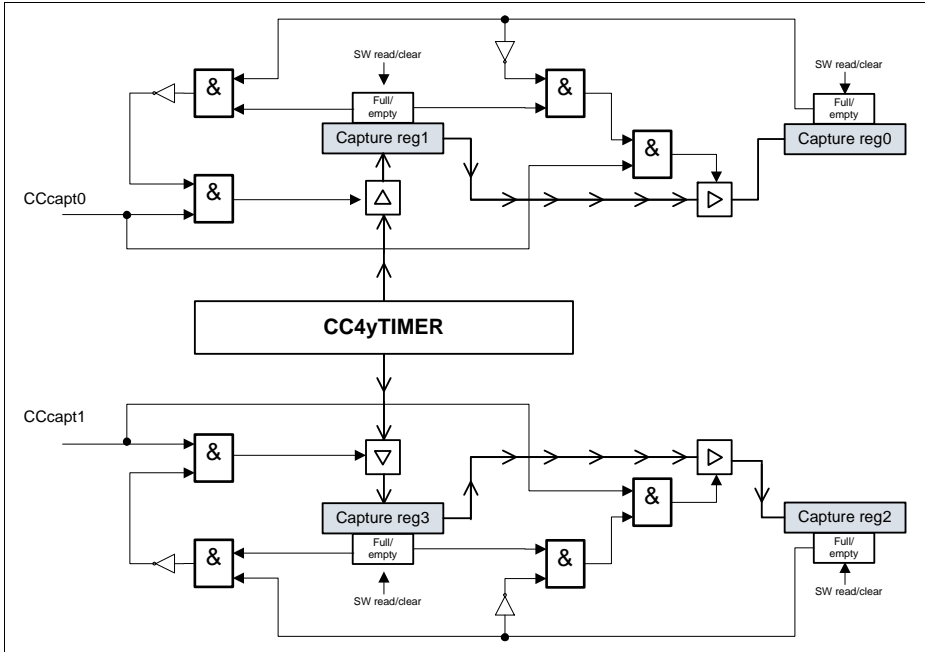 SW read/clear
SW read/clear
&
&
Full/
empty
Full/
empty
Capture reg1
&
Capture reg0
&
CCcapt0
CC4yTIMER
CCcapt1
&
&
Capture reg3
Capture reg2
&
Full/
empty
Full/
empty
&
SW read/clear
SW read/clear